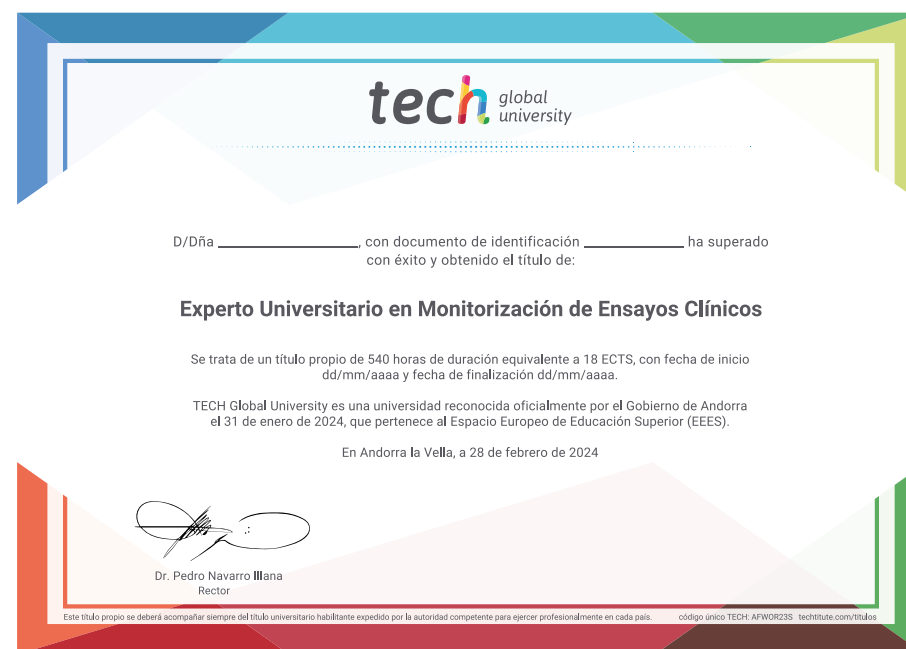 tech global university
D/Dña ______________, con documento de identificación __________ ha superado
con éxito y obtenido el título de:
Experto Universitario en Monitorización de Ensayos Clínicos
Se trata de un título propio de 540 horas de duración equivalente a 18 ECTS, con fecha de inicio
dd/mm/aaaa y fecha de finalización dd/mm/aaaa.
TECH Global University es una universidad reconocida oficialmente por el Gobierno de Andorra
el 31 de enero de 2024, que pertenece al Espacio Europeo de Educación Superior (EEES).
En Andorra la Vella, a 28 de febrero de 2024
Dr. Pedro Navarro Illana
Rector
Este título propio se deberá acompañar siempre del título universitario habilitante expedido por la autoridad competente para ejercer profesionalmente en cada país. código único TECH: AFWOR23S techtitute.com/titulos